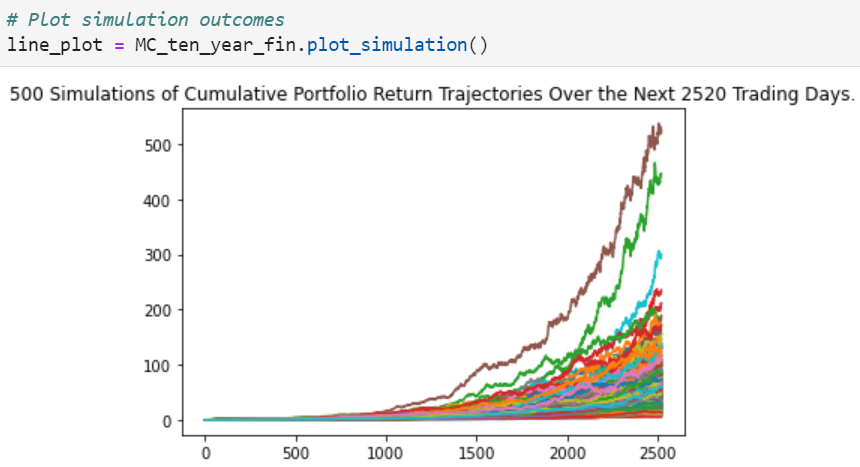 # Plot simulation outcomes
line_plot = MC_ten_year_fin.plot_simulation()
500 Simulations of Cumulative Portfolio Return Trajectories Over the Next 2520 Trading Days.
500
400
300
200
100
0
0 500 1000 1500 2000 2500